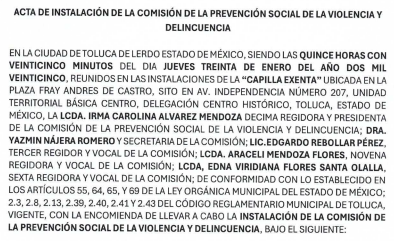 ACTA DE INSTALACIÓN DE LA COMISIÓN DE LA PREVENCIÓN SOCIAL DE LA VIOLENCIA Y
DELINCUENCIA
EN LA CIUDAD DE TOLUCA DE LERDO ESTADO DE MÉXICO, SIENDO LAS QUINCE HORAS CON
VEINTICINCO MINUTOS DEL DIA JUEVES TREINTA DE ENERO DEL AÑO DOS MIL
VEINTICINCO, REUNIDOS EN LAS INSTALACIONES DE LA “CAPILLA EXENTA” UBICADA EN LA
PLAZA FRAY ANDRES DE CASTRO, SITO EN AV. INDEPENDENCIA NÚMERO 207, UNIDAD
TERRITORIAL BÁSICA CENTRO, DELEGACIÓN CENTRO HISTÓRICO, TOLUCA, ESTADO DE
MÉXICO, LA LCDA. IRMA CAROLINA ALVAREZ MENDOZA DECIMA REGIDORA Y PRESIDENTA
DE LA COMISIÓN DE LA PREVENCIÓN SOCIAL DE LA VIOLENCIA Y DELINCUENCIA; DRA.
YAZMIN NÁJERA ROMERO Y SECRETARIA DE LA COMISIÓN; LIC.EDGARDO REBOLLAR PÉREZ,
TERCER REGIDOR Y VOCAL DE LA COMISIÓN; LCDA. ARACELI MENDOZA FLORES, NOVENA
REGIDORA Y VOCAL DE LA COMISIÓN; LCDA, EDNA VIRIDIANA FLORES SANTA OLALLA,
SEXTA REGIDORA Y VOCAL DE LA COMISIÓN; DE CONFORMIDAD CON LO ESTABLECIDO EN
LOS ARTÍCULOS 55, 64, 65, Y 69 DE LA LEY ORGÁNICA MUNICIPAL DEL ESTADO DE MÉXICO;
2.3, 2.8, 2.13, 2.39, 2.40, 2.41 Y 2.43 DEL CÓDIGO REGLAMENTARIO MUNICIPAL DE TOLUCA,
VIGENTE, CON LA ENCOMIENDA DE LLEVAR A CABO LA INSTALACIÓN DE LA COMISIÓN DE
LA PREVENCIÓN SOCIAL DE LA VIOLENCIA Y DELINCUENCIA, BAJO EL SIGUIENTE: